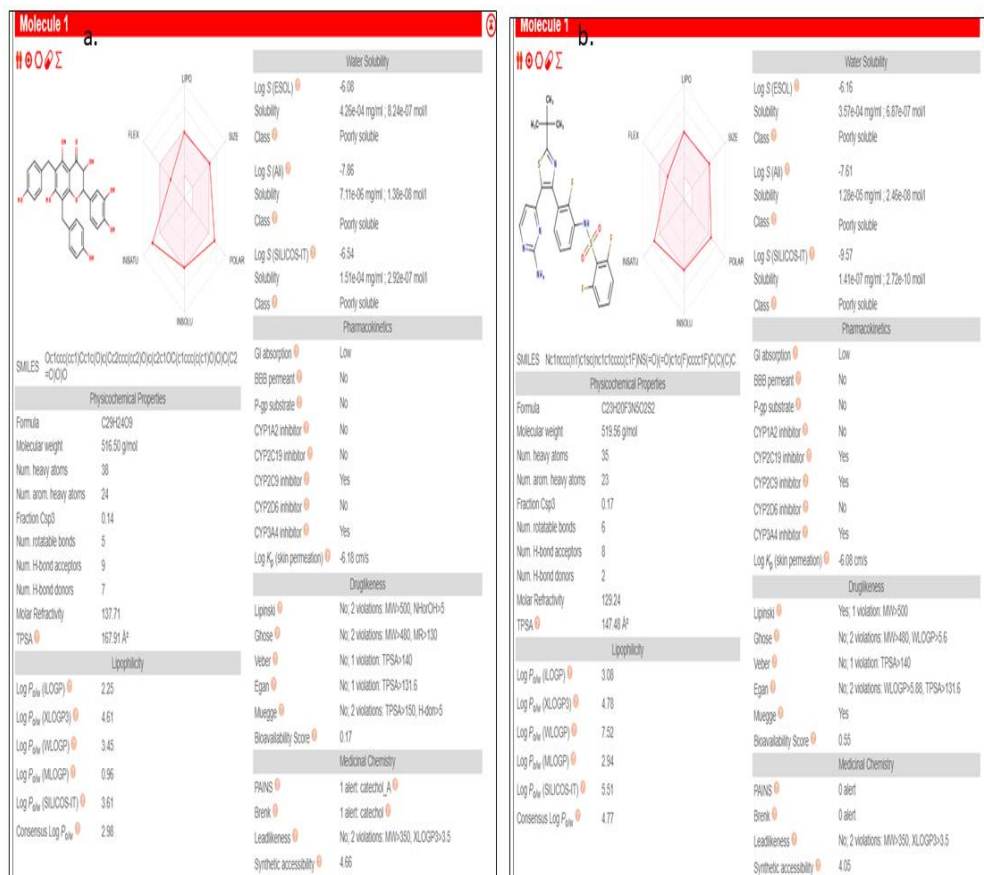 Molecule 1
a.
LIPO
FLEX
SIZE
INSATU
POLAR
INSOLU
SMILES Oc1ccc(cc1)Cc1c(O)c(Cc2ccc(cc2)O)c(c2c1OC(c1ccc(c(c1)O)O)C(C2
=O)O)O
Physicochemical Properties
Formula C29H24O9
Molecular weight 516.50 g/mol
Num. heavy atoms 38
Num. arom. heavy atoms 24
Fraction Csp3 0.14
Num. rotatable bonds 5
Num. H-bond acceptors 9
Num. H-bond donors 7
Molar Refractivity 137.71
TPSA 167.91 Å²
Lipophilicity
Log Po/w (iLOGP) 2.25
Log Po/w (XLOGP3) 4.61
Log Po/w (WLOGP) 3.45
Log Po/w (MLOGP) 0.96
Log Po/w (SILICOS-IT) 3.61
Consensus Log Po/w 2.98
Water Solubility
Log S (ESOL) -6.08
Solubility 4.26e-04 mg/ml ; 8.24e-07 mol/l
Class Poorly soluble
Log S (Ali) -7.86
Solubility 7.11e-06 mg/ml ; 1.38e-08 mol/l
Class Poorly soluble
Log S (SILICOS-IT) -6.54
Solubility 1.51e-04 mg/ml ; 2.92e-07 mol/l
Class Poorly soluble
Pharmacokinetics
GI absorption Low
BBB permeant No
P-gp substrate No
CYP1A2 inhibitor No
CYP2C19 inhibitor No
CYP2C9 inhibitor Yes
CYP2D6 inhibitor No
CYP3A4 inhibitor Yes
Log Kp (skin permeation) -6.18 cm/s
Druglikeness
Lipinski No; 2 violations: MW>500, NHorOH>5
Ghose No; 2 violations: MW>480, MR>130
Veber No; 1 violation: TPSA>140
Egan No; 1 violation: TPSA>131.6
Muegge No; 2 violations: TPSA>150, H-don>5
Bioavailability Score 0.17
Medicinal Chemistry
PAINS 1 alert: catechol_A
Brenk 1 alert: catechol
Leadlikeness No; 2 violations: MW>350, XLOGP3>3.5
Synthetic accessibility 4.66
Molecule 1
b.
LIPO
FLEX
SIZE
INSATU
POLAR
INSOLU
SMILES Nc1nccc(n1)c1sc(nc1c1cccc(c1F)NS(=O)(=O)c1c(F)cccc1F)C(C)(C)C
Physicochemical Properties
Formula C23H20F3N5O2S2
Molecular weight 519.56 g/mol
Num. heavy atoms 35
Num. arom. heavy atoms 23
Fraction Csp3 0.17
Num. rotatable bonds 6
Num. H-bond acceptors 8
Num. H-bond donors 2
Molar Refractivity 129.24
TPSA 147.48 Å²
Lipophilicity
Log Po/w (iLOGP) 3.08
Log Po/w (XLOGP3) 4.78
Log Po/w (WLOGP) 7.52
Log Po/w (MLOGP) 2.94
Log Po/w (SILICOS-IT) 5.51
Consensus Log Po/w 4.77
Water Solubility
Log S (ESOL) -6.16
Solubility 3.57e-04 mg/ml ; 6.87e-07 mol/l
Class Poorly soluble
Log S (Ali) -7.61
Solubility 1.28e-05 mg/ml ; 2.46e-08 mol/l
Class Poorly soluble
Log S (SILICOS-IT) -9.57
Solubility 1.41e-07 mg/ml ; 2.72e-10 mol/l
Class Poorly soluble
Pharmacokinetics
GI absorption Low
BBB permeant No
P-gp substrate No
CYP1A2 inhibitor No
CYP2C19 inhibitor Yes
CYP2C9 inhibitor Yes
CYP2D6 inhibitor No
CYP3A4 inhibitor Yes
Log Kp (skin permeation) -6.08 cm/s
Druglikeness
Lipinski Yes; 1 violation: MW>500
Ghose No; 2 violations: MW>480, WLOGP>5.6
Veber No; 1 violation: TPSA>140
Egan No; 2 violations: WLOGP>5.88, TPSA>131.6
Muegge Yes
Bioavailability Score 0.55
Medicinal Chemistry
PAINS 0 alert
Brenk 0 alert
Leadlikeness No; 2 violations: MW>350, XLOGP3>3.5
Synthetic accessibility 4.05